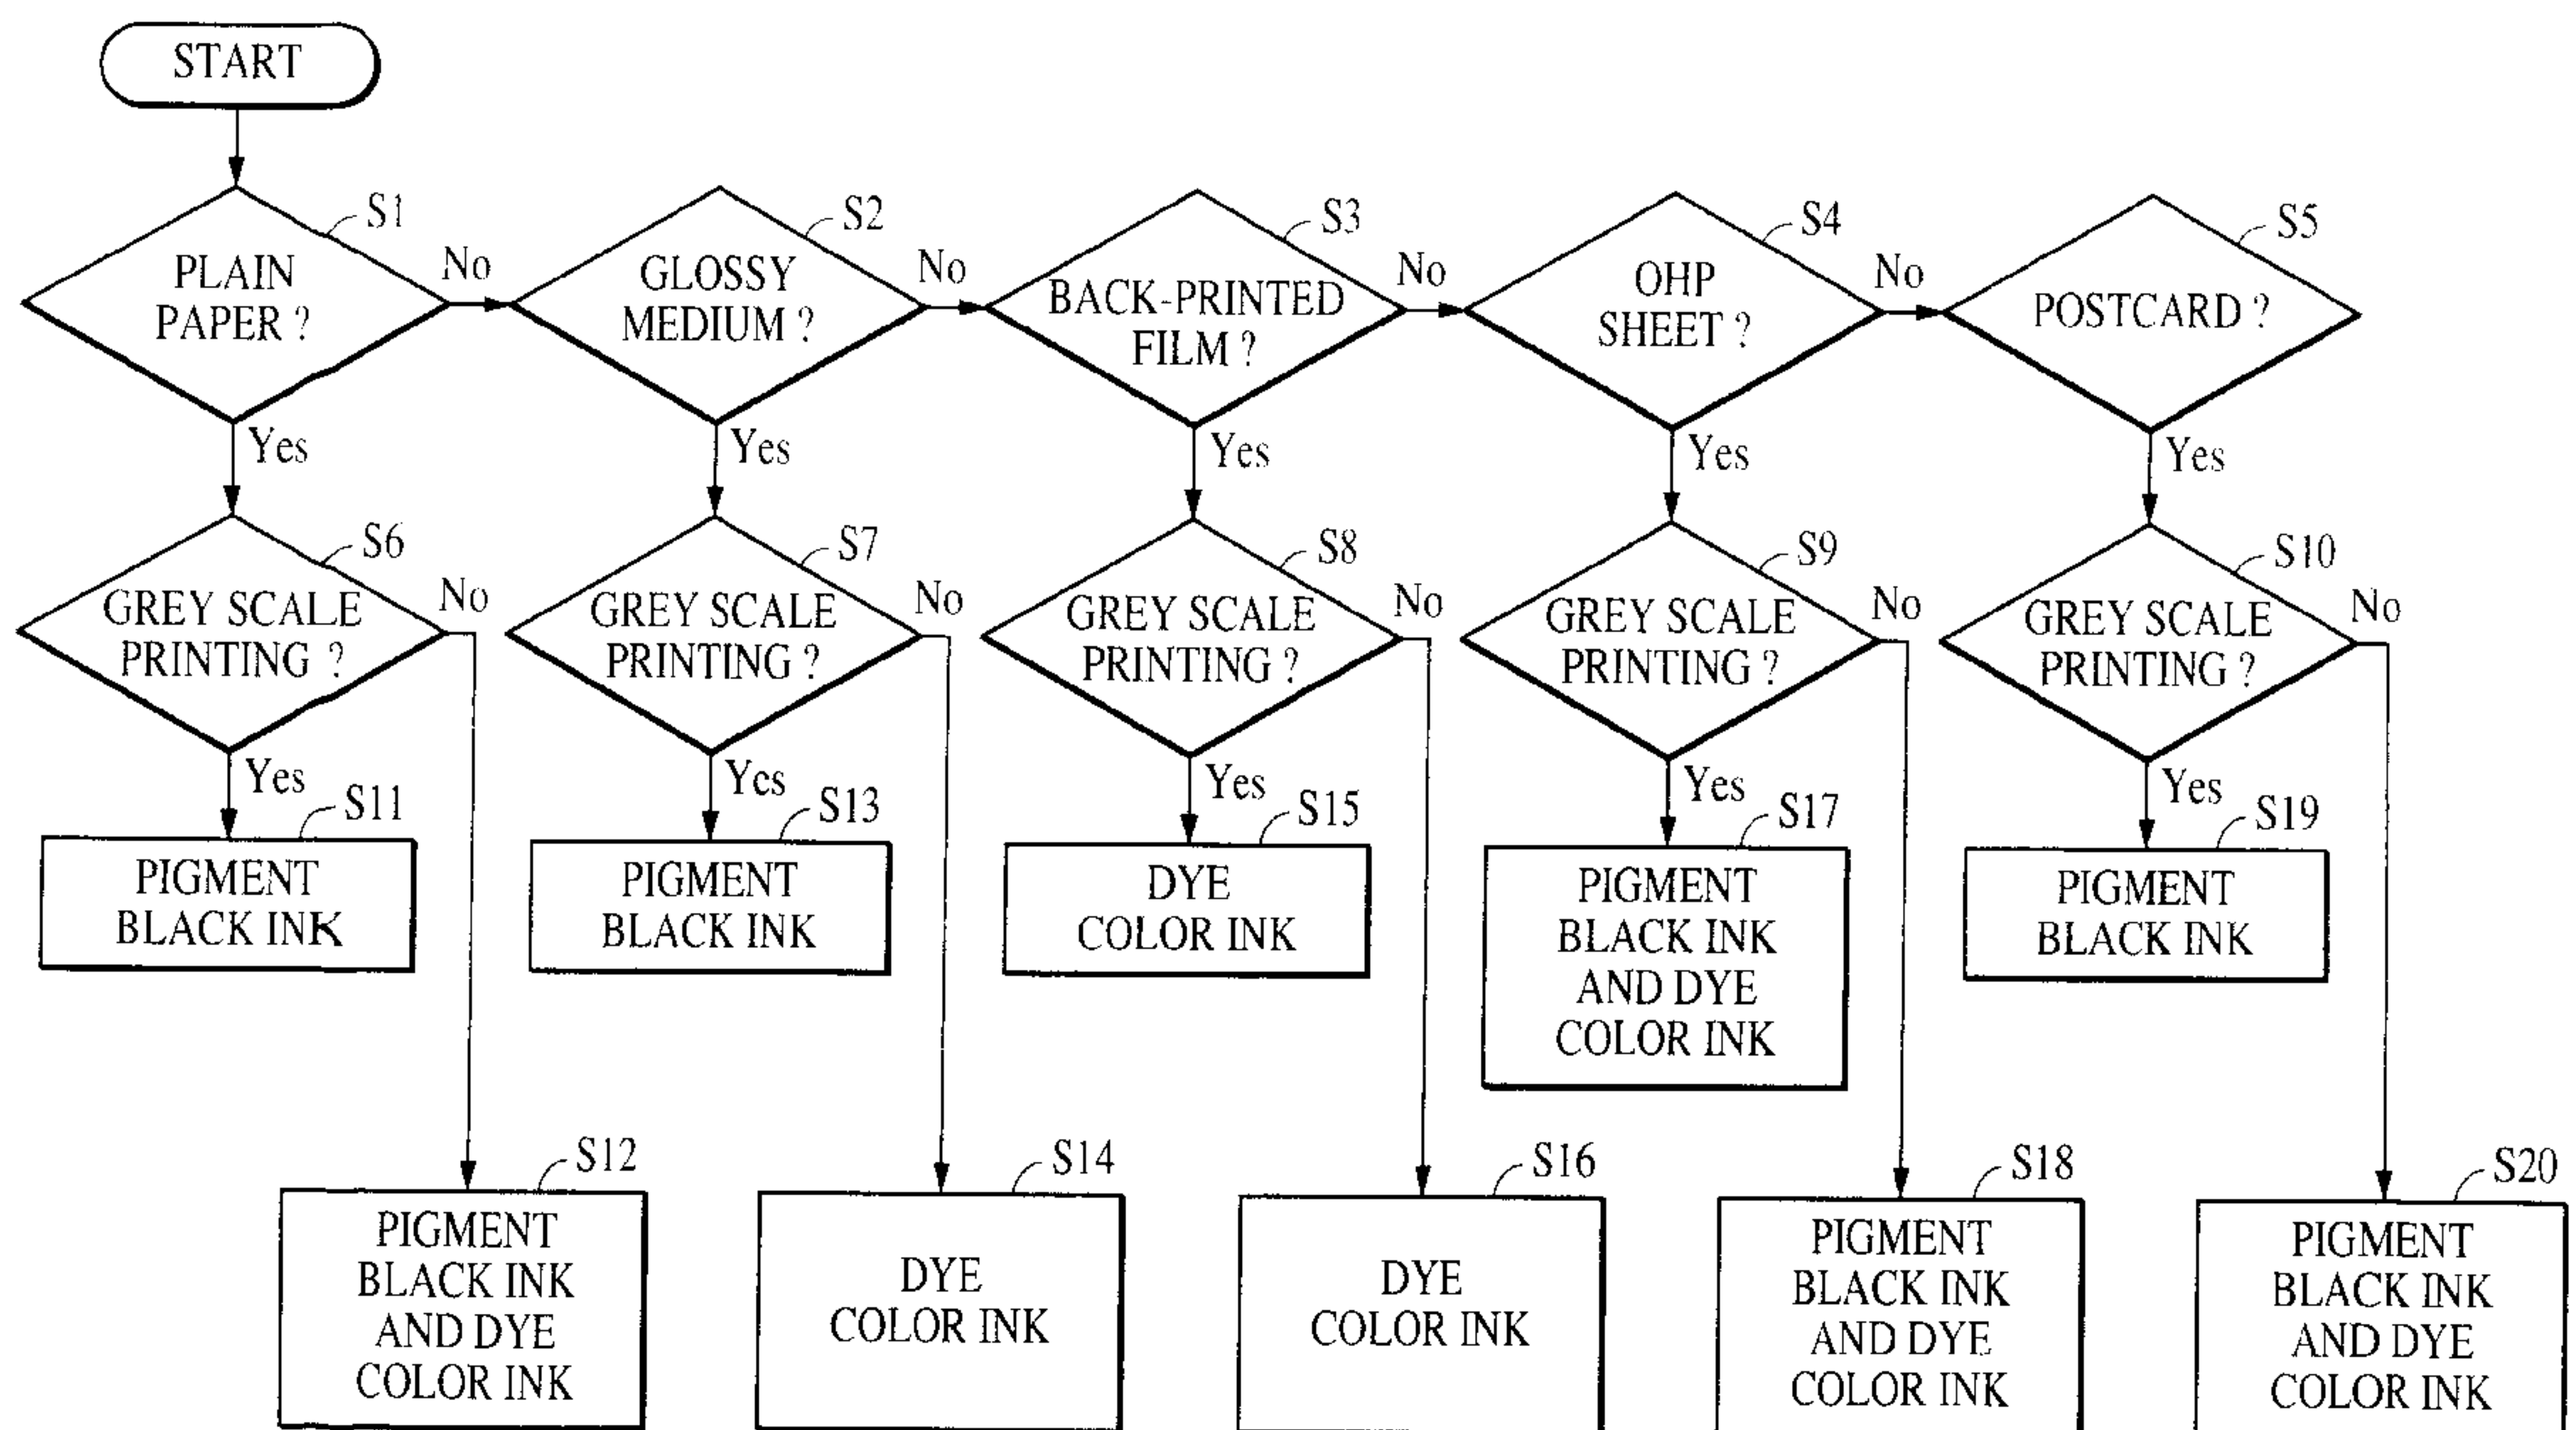 START
S1
PLAIN
PAPER ?
No
Yes
S2
GLOSSY
MEDIUM ?
No
Yes
S3
BACK-PRINTED
FILM ?
No
Yes
S4
OHP
SHEET ?
No
Yes
S5
POSTCARD ?
Yes
S6
GREY SCALE
PRINTING ?
No
Yes
S7
GREY SCALE
PRINTING ?
No
Yes
S8
GREY SCALE
PRINTING ?
No
Yes
S9
GREY SCALE
PRINTING ?
No
Yes
S10
GREY SCALE
PRINTING ?
No
Yes
S11
PIGMENT
BLACK INK
S13
PIGMENT
BLACK INK
S15
DYE
COLOR INK
S17
PIGMENT
BLACK INK
AND DYE
COLOR INK
S19
PIGMENT
BLACK INK
S12
PIGMENT
BLACK INK
AND DYE
COLOR INK
S14
DYE
COLOR INK
S16
DYE
COLOR INK
S18
PIGMENT
BLACK INK
AND DYE
COLOR INK
S20
PIGMENT
BLACK INK
AND DYE
COLOR INK